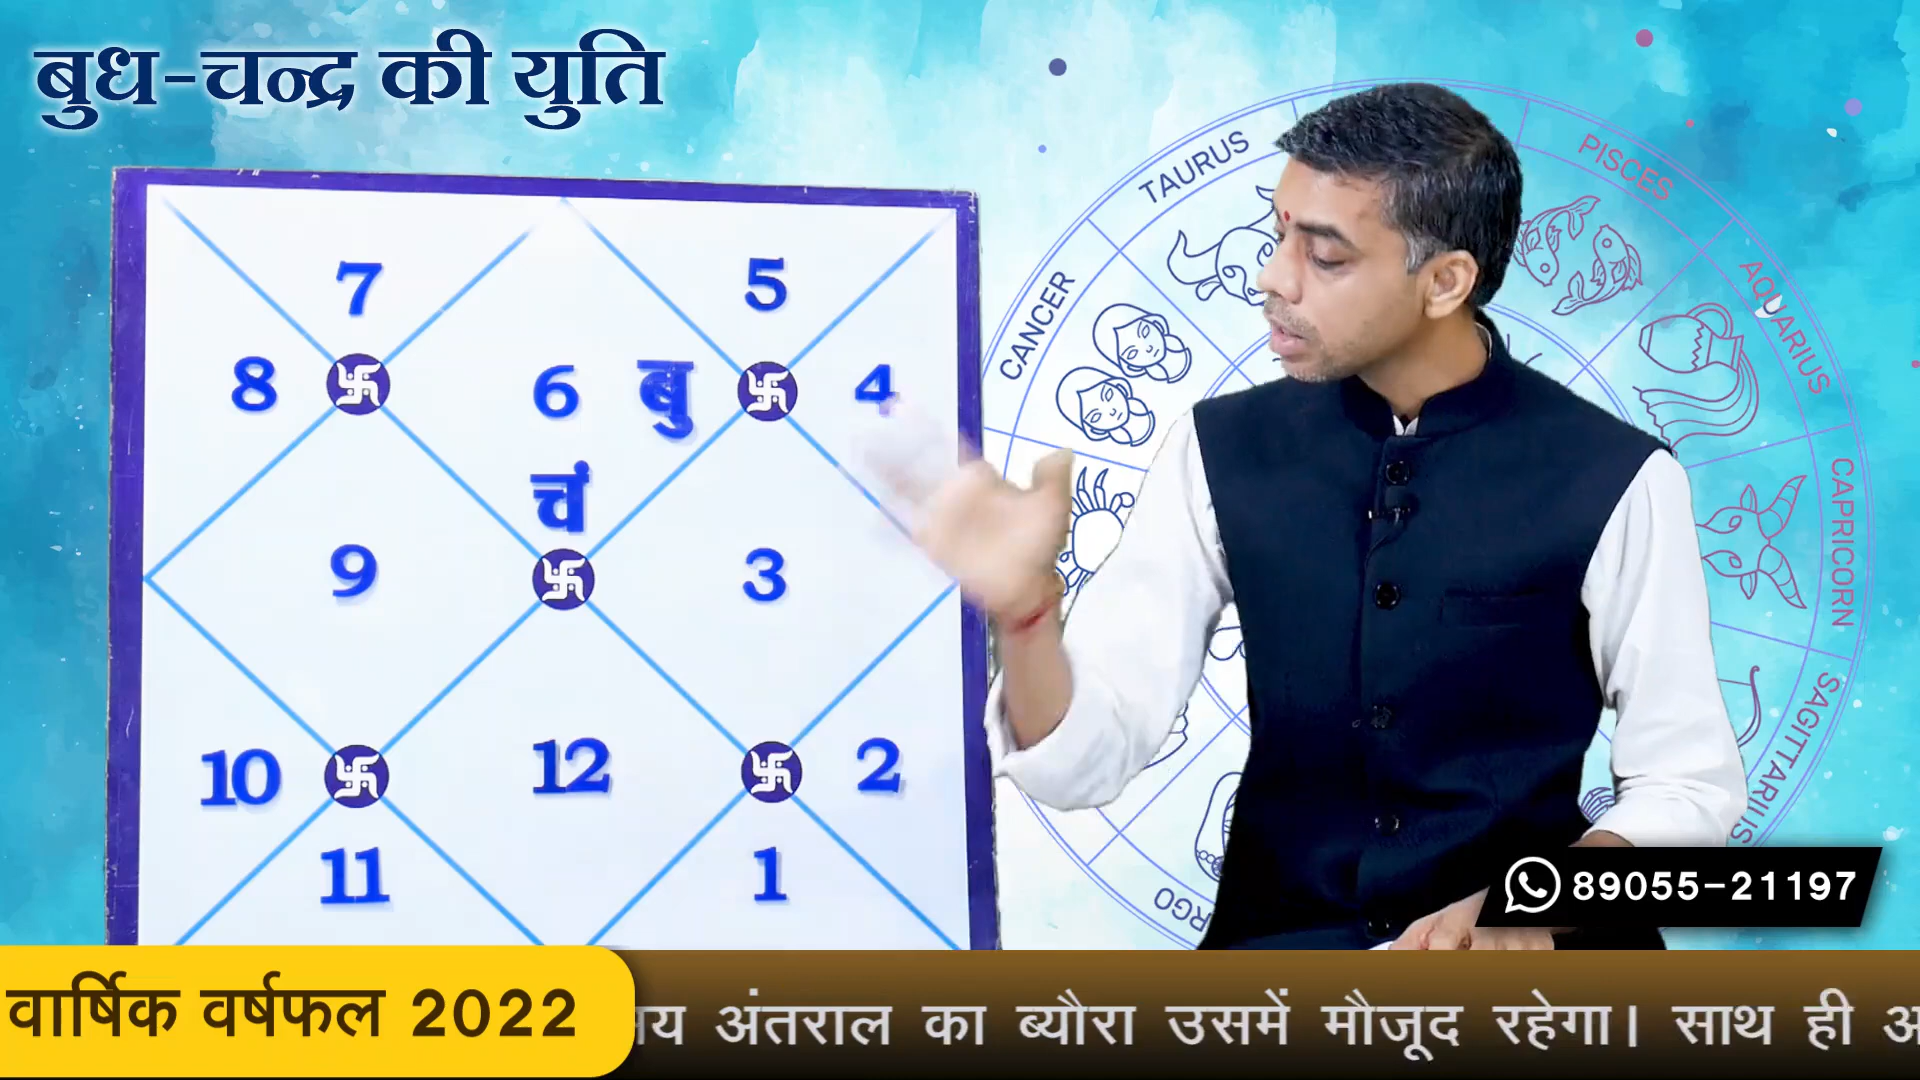 बुध-चन्द्र की युति
7
5
8
6 बु
4
चं
9
3
10
12
2
11
1
TAURUS
PISCES
CANCER
AQUARIUS
CAPRICORN
SAGITTARIUS
89055-21197
वार्षिक वर्षफल 2022
अंतराल का ब्यौरा उसमें मौजूद रहेगा। साथ ही